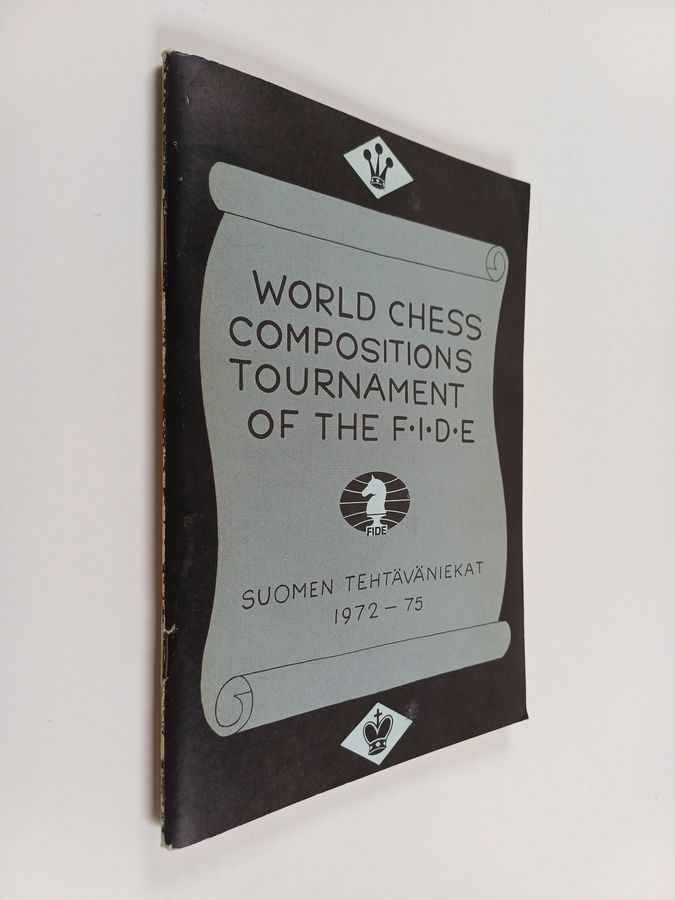 WORLD CHESS
COMPOSITIONS
TOURNAMENT
OF THE F·I·D·E
FIDE
SUOMEN TEHTÄVÄNIEKAT
1972 – 75